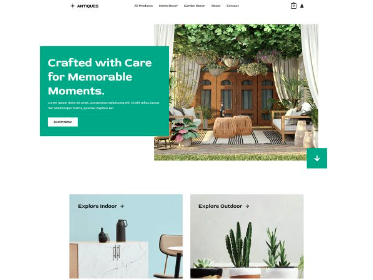 ANTIQUES
All Products Home Decor Garden Decor About Contact
Crafted with Care
for Memorable
Moments.
SHOP NOW
Explore Indoor
Explore Outdoor